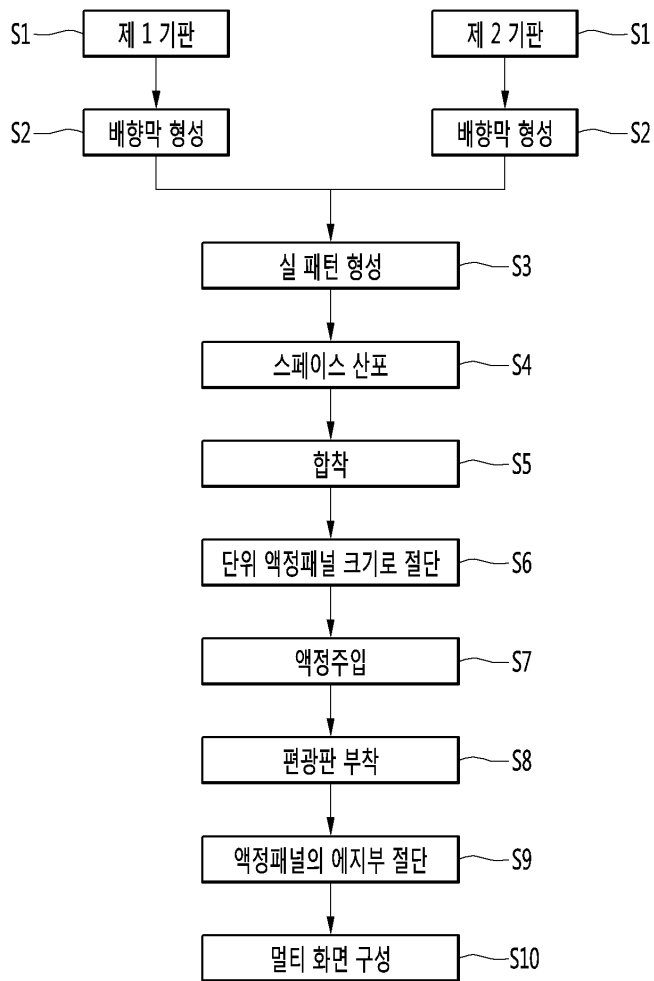 S1 제 1 기판 제 2 기판 S1
S2 배향막 형성 배향막 형성 S2
실 패턴 형성 S3
스페이스 산포 S4
합착 S5
단위 액정패널 크기로 절단 S6
액정주입 S7
편광판 부착 S8
액정패널의 에지부 절단 S9
멀티 화면 구성 S10